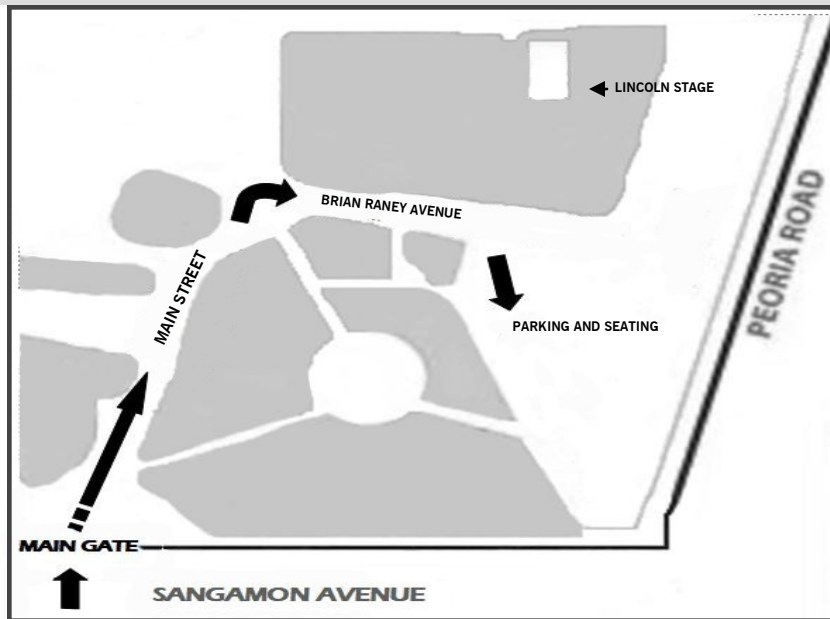 LINCOLN STAGE
BRIAN RANEY AVENUE
MAIN STREET
PEORIA ROAD
PARKING AND SEATING
MAIN GATE
SANGAMON AVENUE